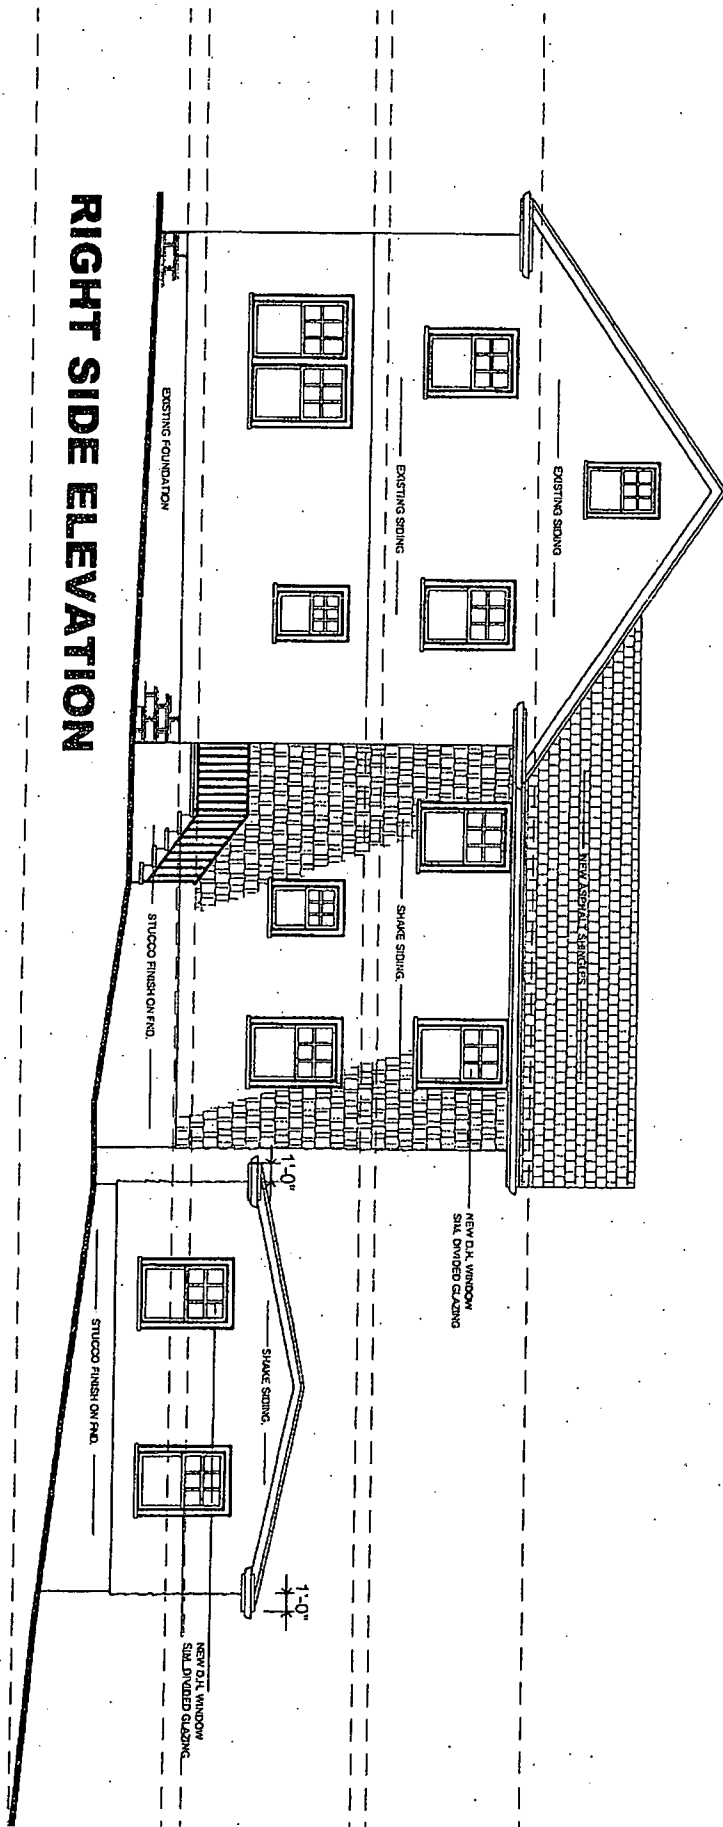 EXISTING SIDING
NEW ASPHALT SHINGLES
EXISTING SIDING
SHAKE SIDING.
NEW D.H. WINDOW
SIM. DIVIDED GLAZING
1'-0"
1'-0"
SHAKE SIDING.
EXISTING FOUNDATION
STUCCO FINISH ON FND.
STUCCO FINISH ON FND.
NEW D.H. WINDOW
SIM. DIVIDED GLAZING
RIGHT SIDE ELEVATION